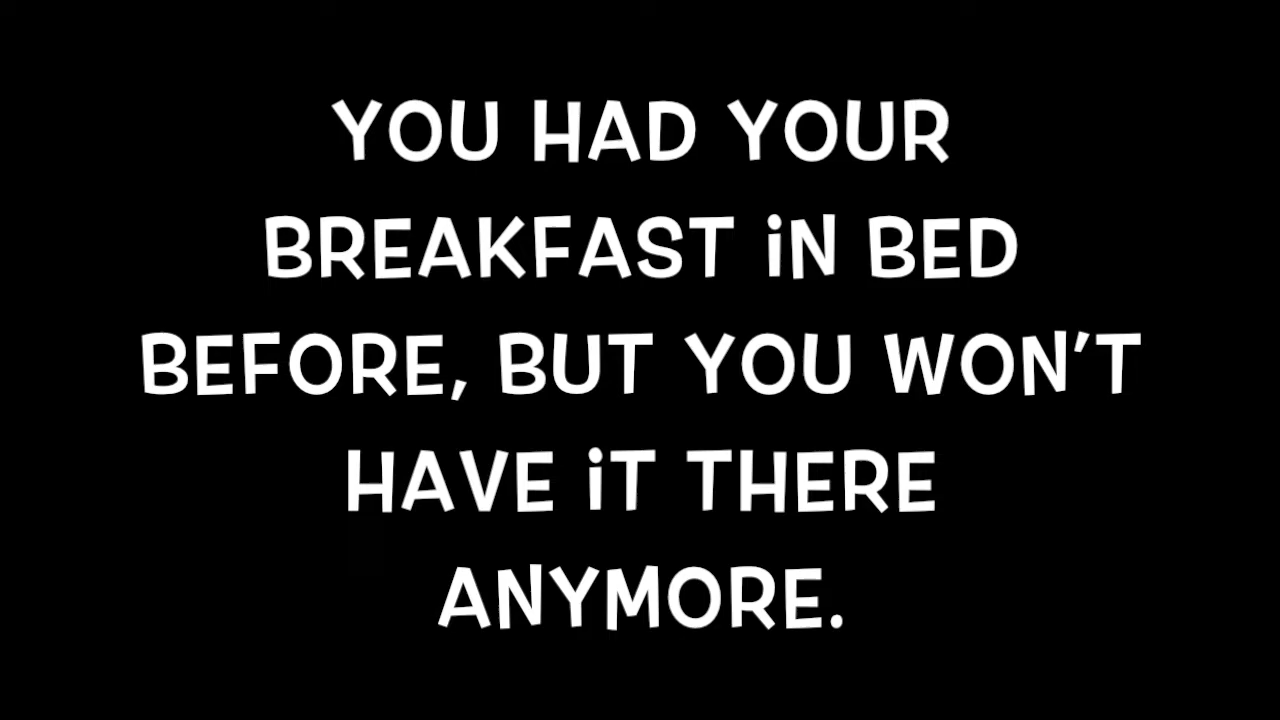 YOU HAD YOUR
BREAKFAST iN BED
BEFORE, BUT YOU WON'T
HAVE iT THERE
ANYMORE.